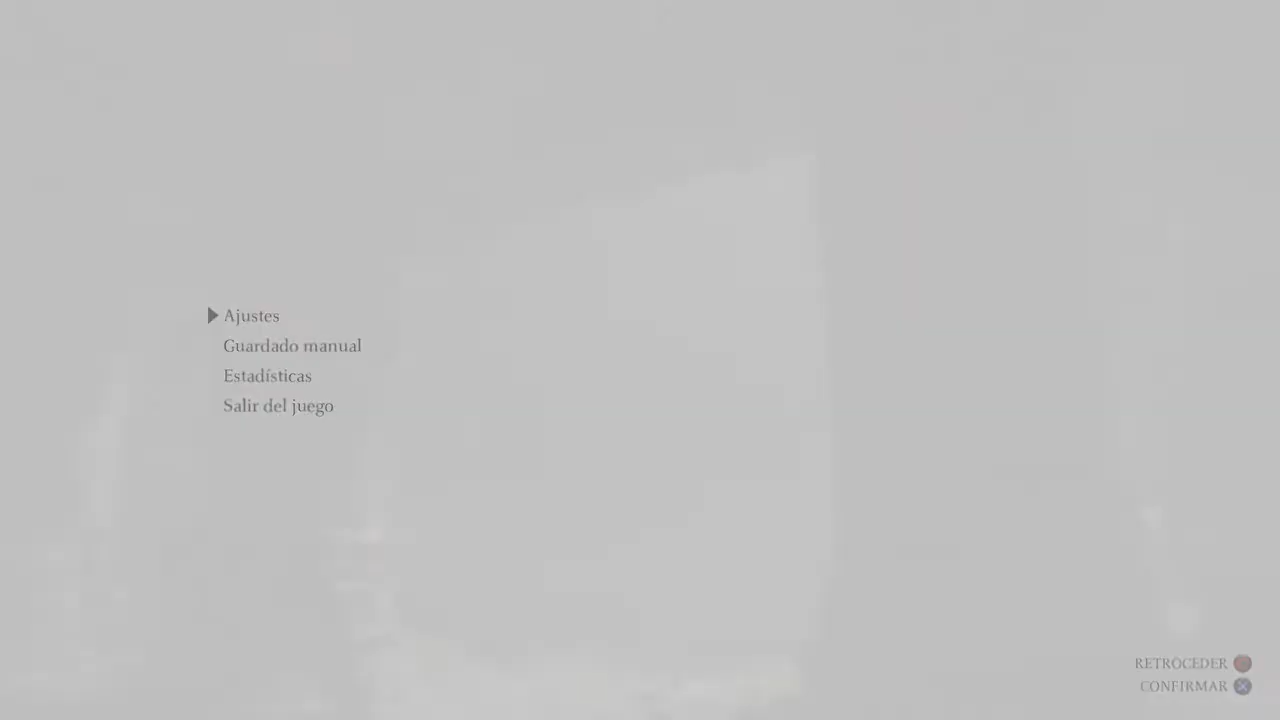 Ajustes
Guardado manual
Estadísticas
Salir del juego
RETROCEDER
CONFIRMAR